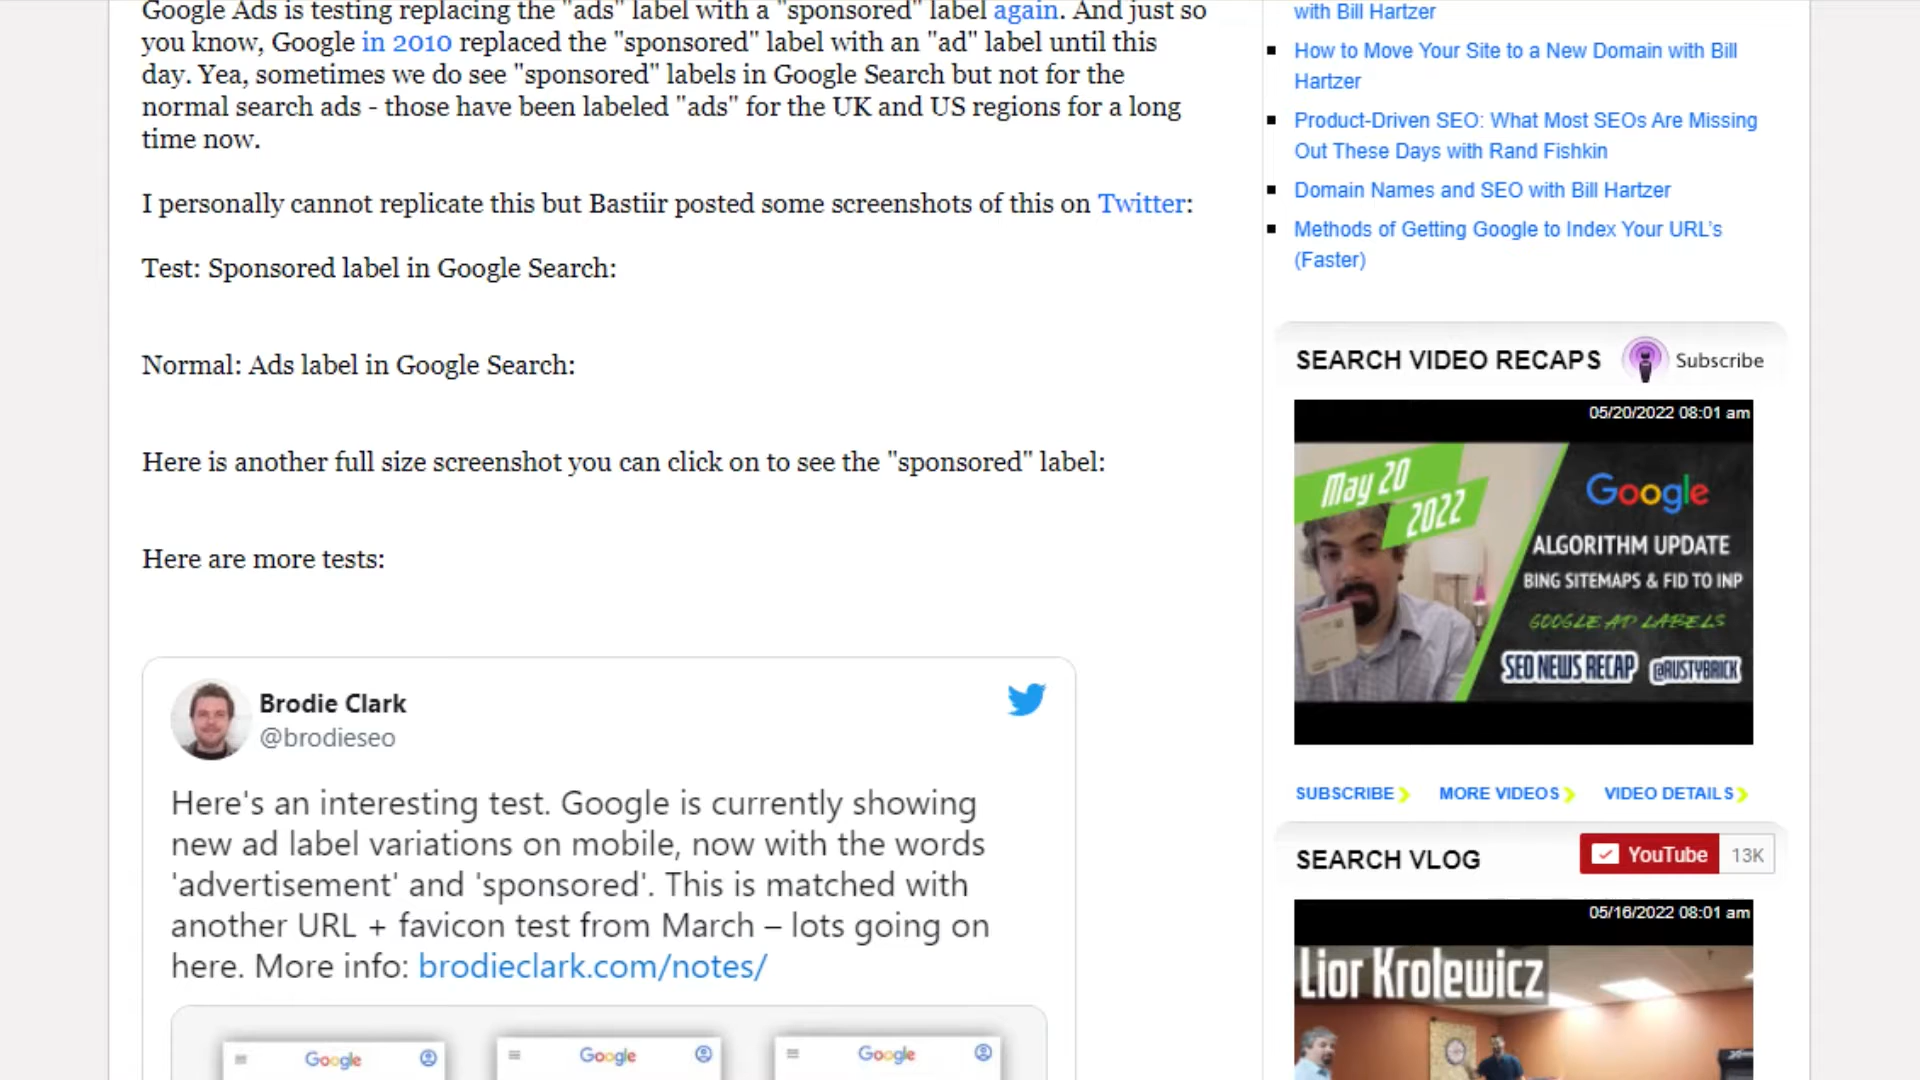 Google Ads is testing replacing the "ads" label with a "sponsored" label again. And just so
you know, Google in 2010 replaced the "sponsored" label with an "ad" label until this
day. Yea, sometimes we do see "sponsored" labels in Google Search but not for the
normal search ads - those have been labeled "ads" for the UK and US regions for a long
time now.
I personally cannot replicate this but Bastiir posted some screenshots of this on Twitter:
Test: Sponsored label in Google Search:
Normal: Ads label in Google Search:
Here is another full size screenshot you can click on to see the "sponsored" label:
Here are more tests:
Brodie Clark
@brodieseo
Here's an interesting test. Google is currently showing
new ad label variations on mobile, now with the words
'advertisement' and 'sponsored'. This is matched with
another URL + favicon test from March – lots going on
here. More info: brodieclark.com/notes/
Google
Google
Google
with Bill Hartzer
How to Move Your Site to a New Domain with Bill
Hartzer
Product-Driven SEO: What Most SEOs Are Missing
Out These Days with Rand Fishkin
Domain Names and SEO with Bill Hartzer
Methods of Getting Google to Index Your URL's
(Faster)
SEARCH VIDEO RECAPS
Subscribe
05/20/2022 08:01 am
May 20
2022
Google
ALGORITHM UPDATE
BING SITEMAPS & FID TO INP
GOOGLE AD LABELS
SEO NEWS RECAP
@RUSTYBRICK
SUBSCRIBE
MORE VIDEOS
VIDEO DETAILS
SEARCH VLOG
YouTube
13K
05/16/2022 08:01 am
Lior Krolewicz